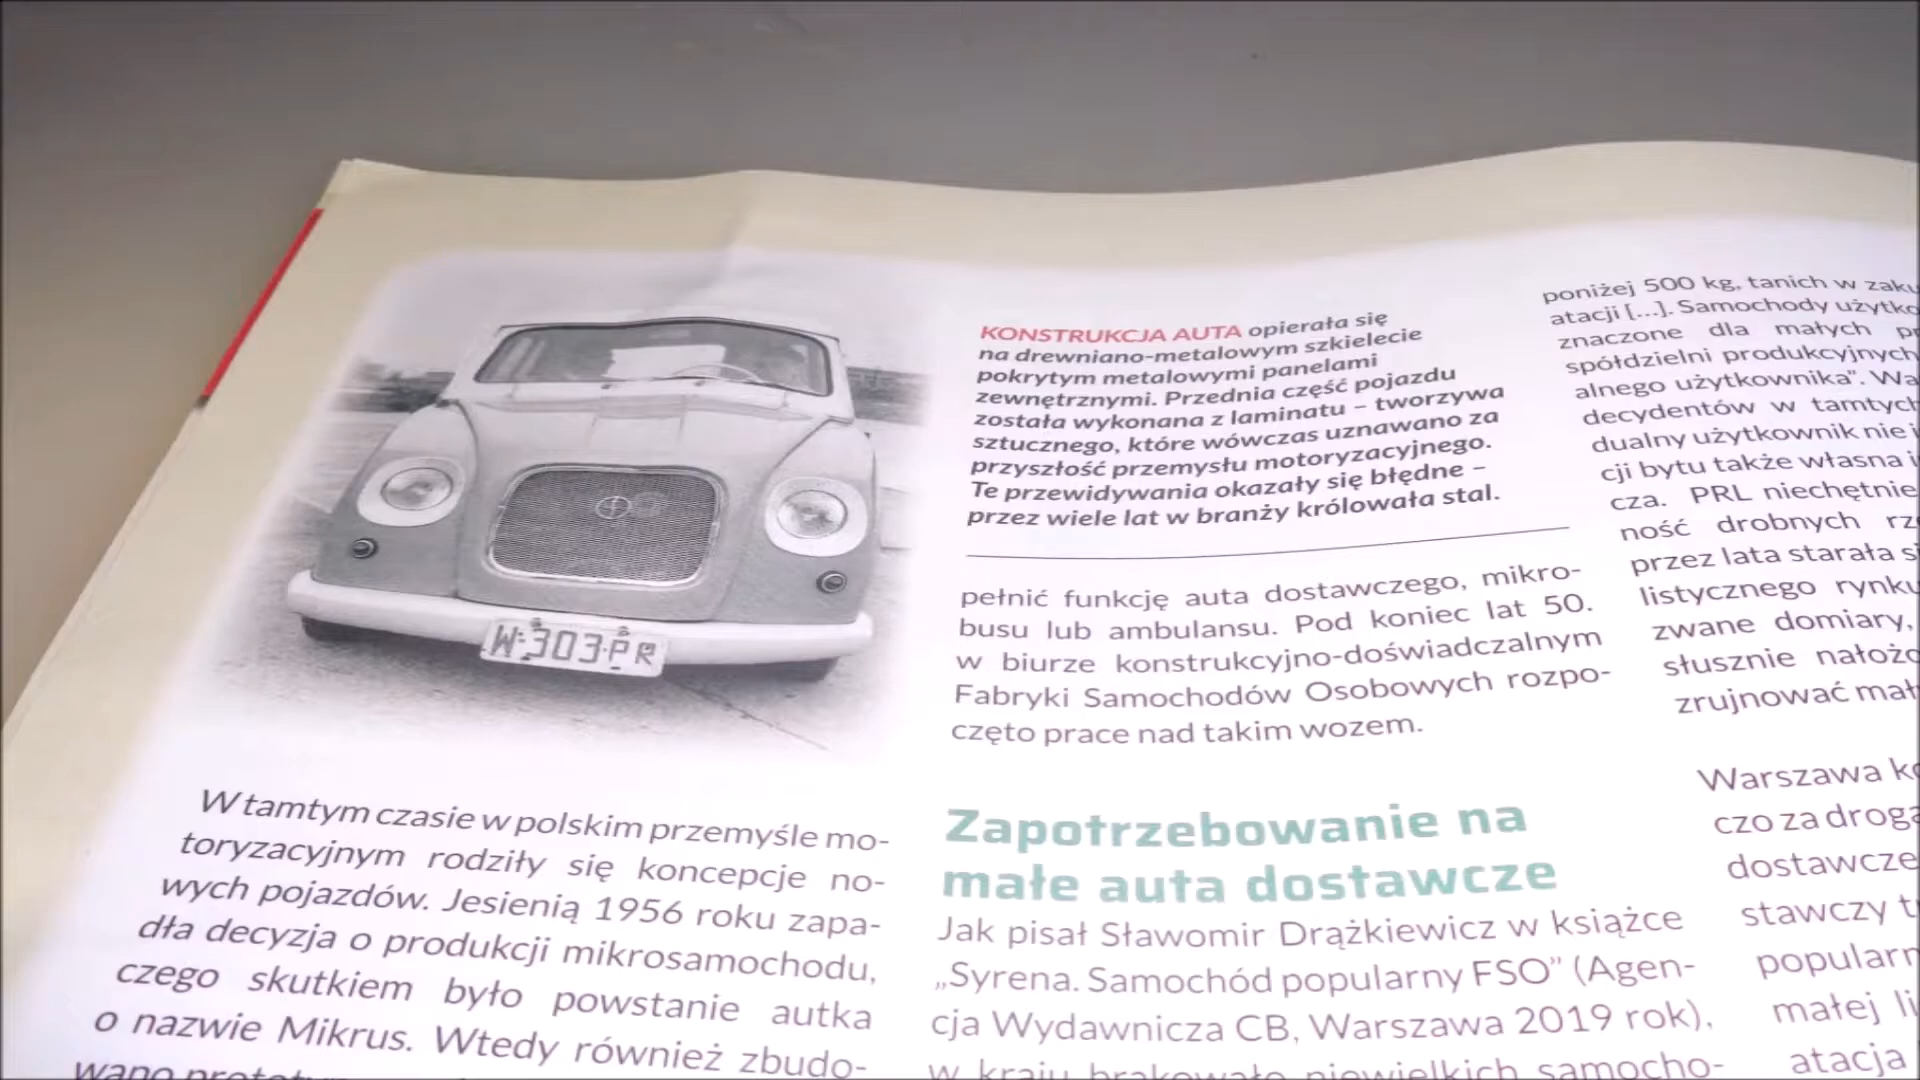 W·303·PR
W tamtym czasie w polskim przemyśle mo-
toryzacyjnym rodziły się koncepcje no-
wych pojazdów. Jesienią 1956 roku zapa-
dła decyzja o produkcji mikrosamochodu,
czego skutkiem było powstanie autka
o nazwie Mikrus. Wtedy również zbudo-
KONSTRUKCJA AUTA opierała się
na drewniano-metalowym szkielecie
pokrytym metalowymi panelami
zewnętrznymi. Przednia część pojazdu
została wykonana z laminatu – tworzywa
sztucznego, które wówczas uznawano za
przyszłość przemysłu motoryzacyjnego.
Te przewidywania okazały się błędne –
przez wiele lat w branży królowała stal.
pełnić funkcję auta dostawczego, mikro-
busu lub ambulansu. Pod koniec lat 50.
w biurze konstrukcyjno-doświadczalnym
Fabryki Samochodów Osobowych rozpo-
częto prace nad takim wozem.
Zapotrzebowanie na
małe auta dostawcze
Jak pisał Sławomir Drążkiewicz w książce
„Syrena. Samochód popularny FSO” (Agen-
cja Wydawnicza CB, Warszawa 2019 rok),
w kraju brakowało niewielkich samocho-
poniżej 500 kg, tanich w
atacji [...]. Samochody
znaczone dla małych
spółdzielni produkcyjnych
alnego użytkownika”.
decydentów w tamtych
dualny użytkownik nie
cji bytu także własna
cza. PRL niechętnie
ność drobnych
przez lata starała
listycznego rynku
zwane domiary,
słusznie
zrujnować
Warszawa
czo za droga
dostawcze
stawczy
popularn
małej
atacja